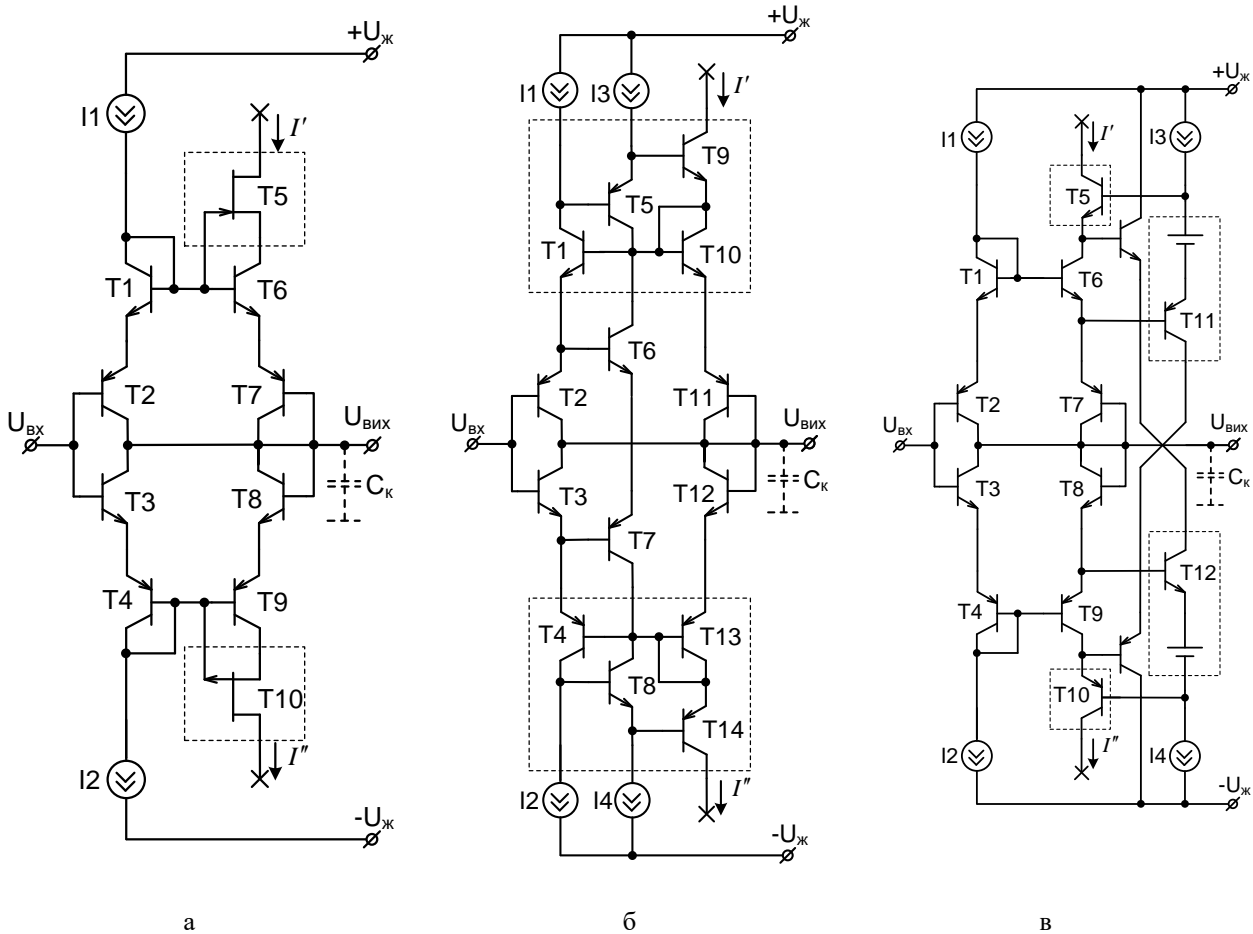 +Uж
I1
I′
T5
T1
T6
T2
T7
Uвх
Uвих
T3
T8
Cк
T4
T9
T10
I2
I″
-Uж
а
+Uж
I1
I3
I′
T9
T5
T1
T10
T6
T2
T11
Uвх
Uвих
T3
T12
Cк
T7
T4
T13
T8
T14
I2
I4
I″
-Uж
б
+Uж
I1
I′
I3
T5
T1
T6
T11
T2
T7
Uвх
Uвих
T3
T8
Cк
T12
T4
T9
T10
I2
I″
I4
-Uж
в